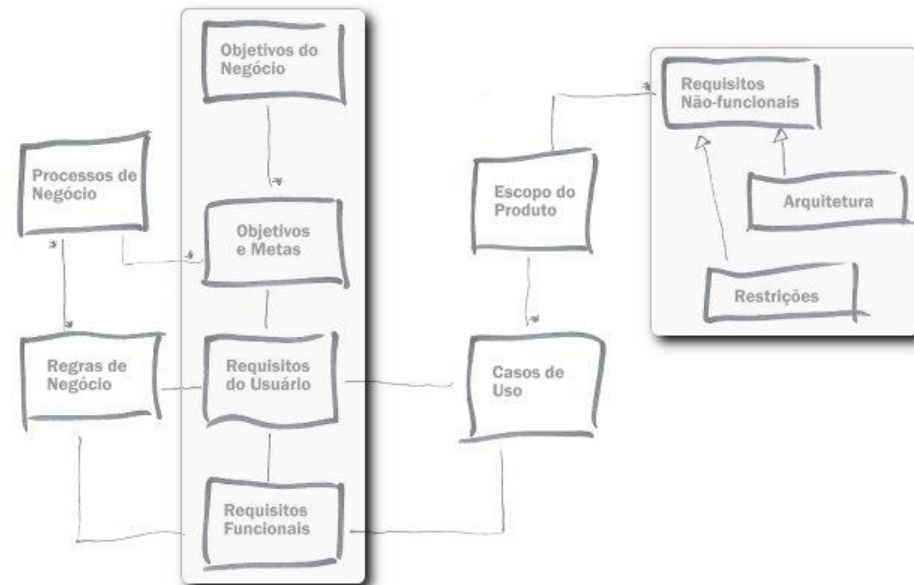 Objetivos do
Negócio
Requisitos
Não-funcionais
Processos de
Negócio
Escopo do
Produto
Arquitetura
Objetivos
e Metas
Restrições
Regras de
Negócio
Requisitos
do Usuário
Casos de
Uso
Requisitos
Funcionais